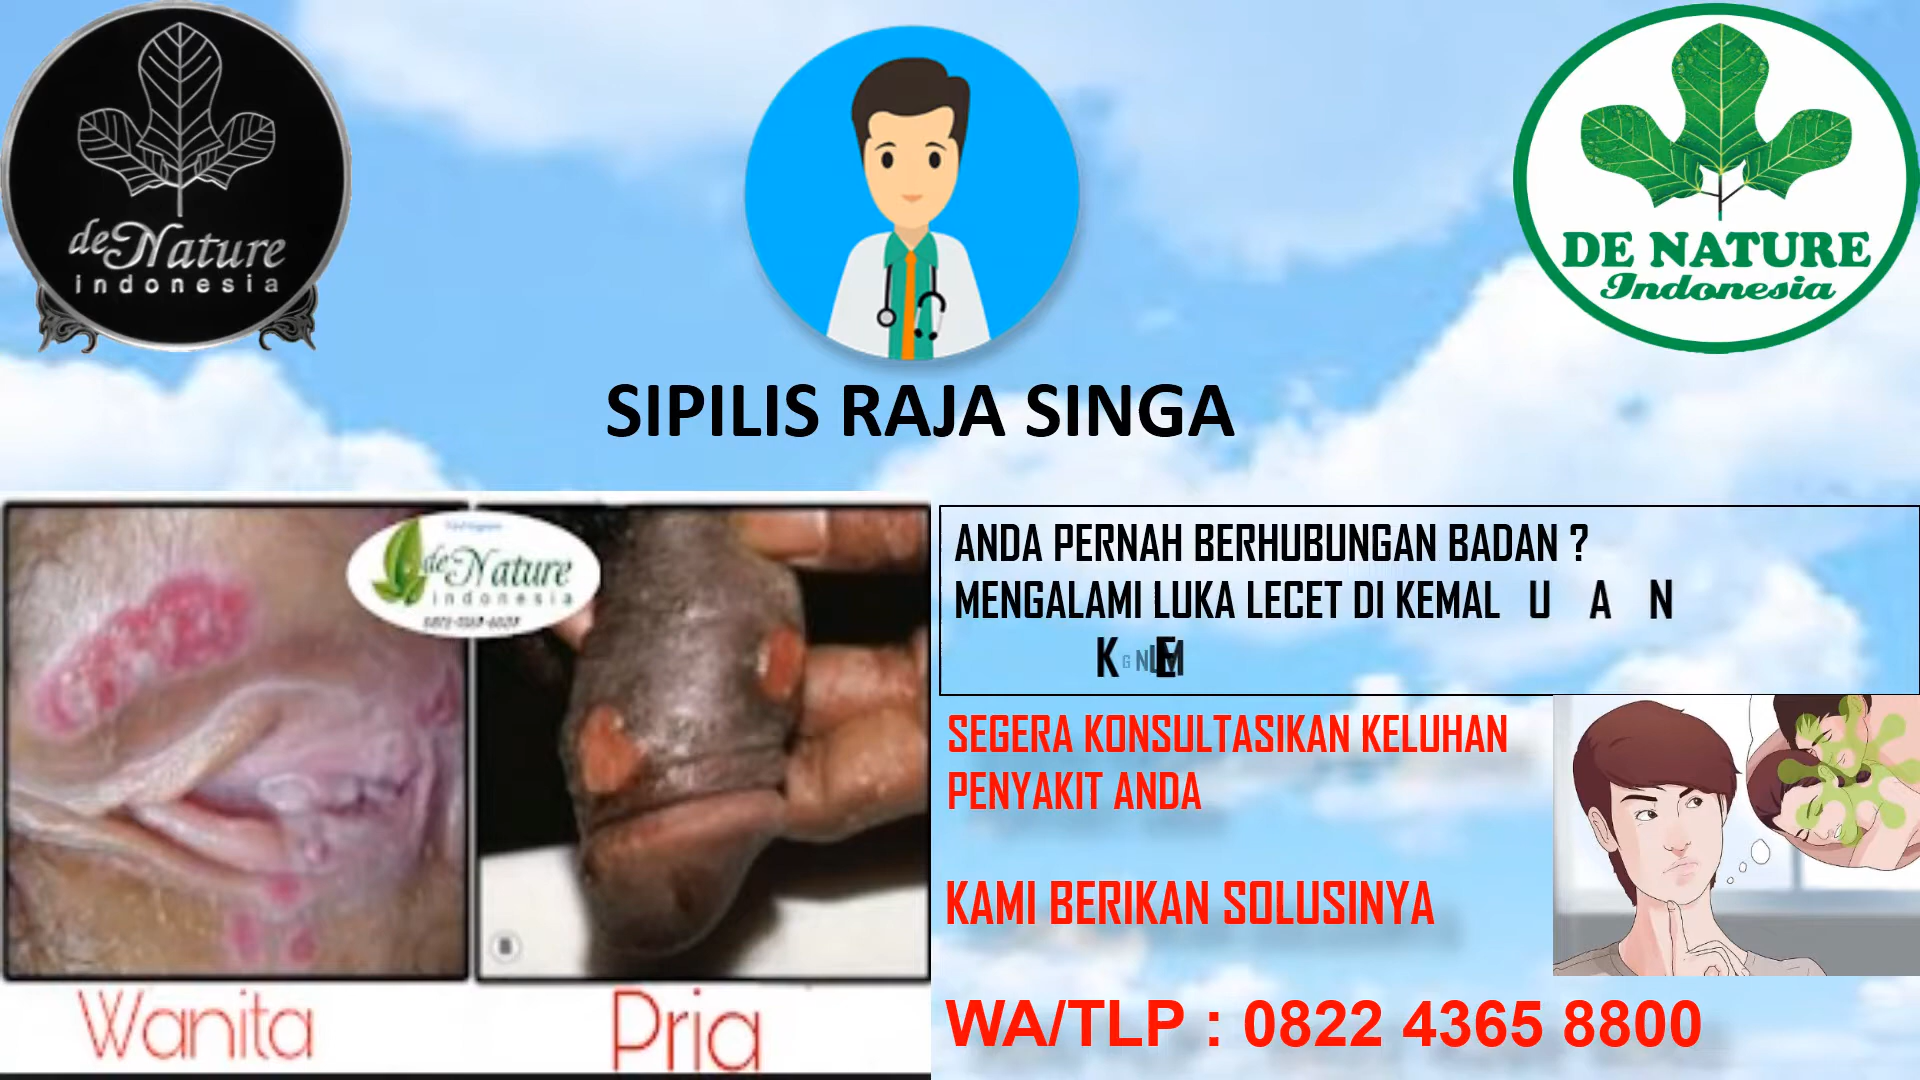 deNature
indonesia
DE NATURE
Indonesia
SIPILIS RAJA SINGA
deNature
indonesia
ANDA PERNAH BERHUBUNGAN BADAN ?
MENGALAMI LUKA LECET DI KEMAL U A N
K
SEGERA KONSULTASIKAN KELUHAN
PENYAKIT ANDA
KAMI BERIKAN SOLUSINYA
WA/TLP : 0822 4365 8800
Wanita
Pria